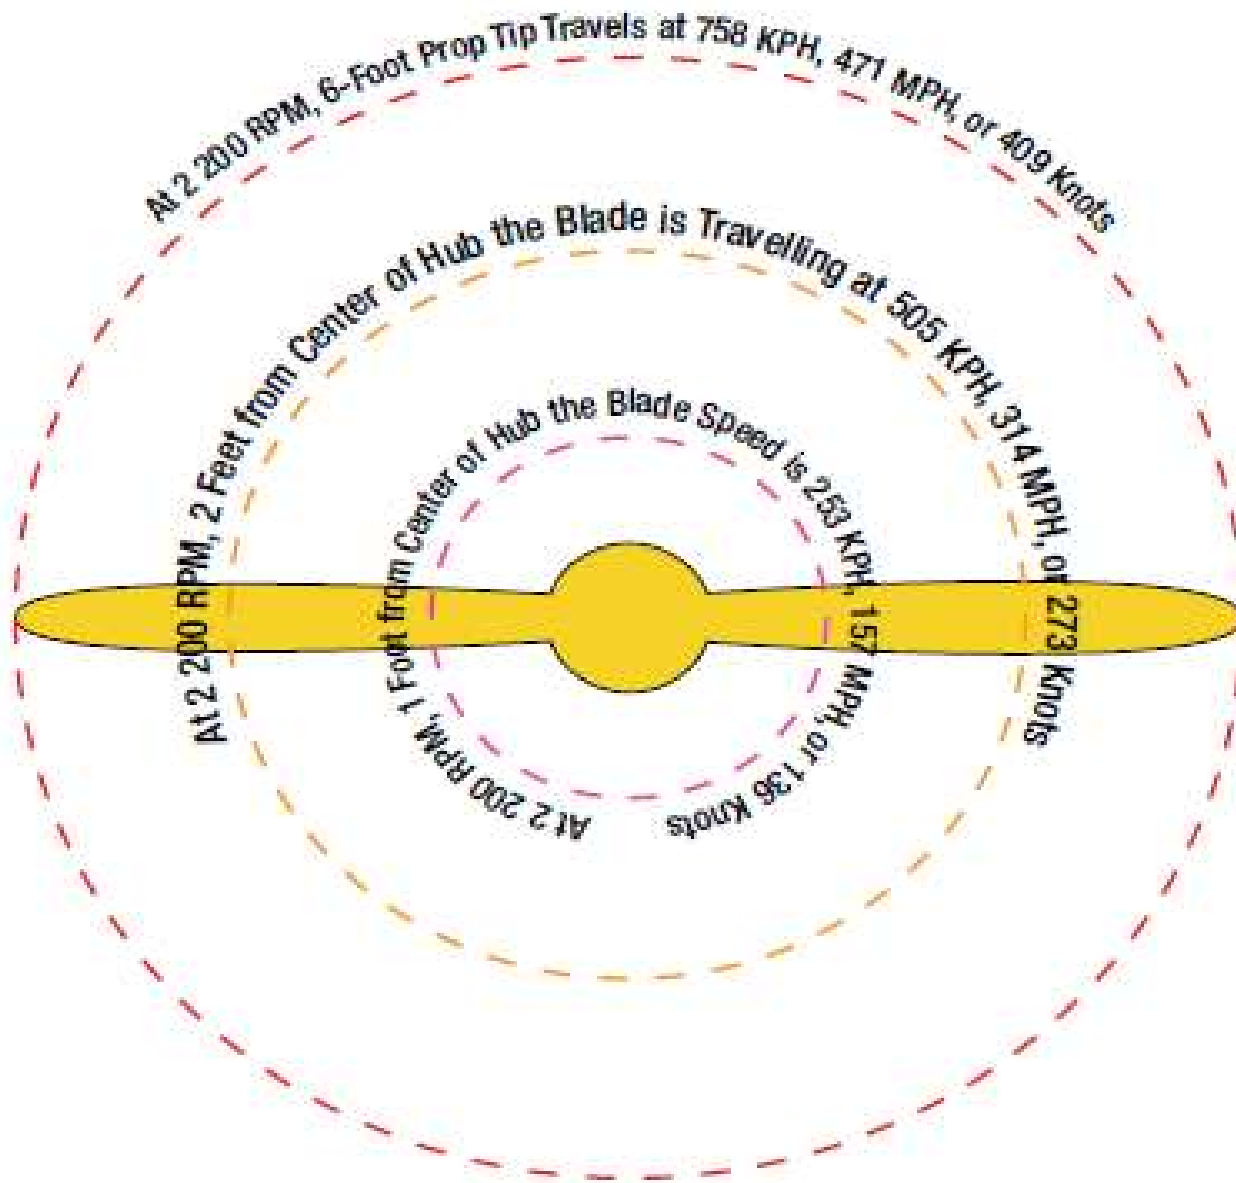 At 2 200 RPM, 6-Foot Prop Tip Travels at 758 KPH, 471 MPH, or 409 Knots
At 2 200 RPM, 2 Feet from Center of Hub the Blade is Travelling at 505 KPH, 314 MPH, or 273 Knots
At 2 200 RPM, 1 Foot from Center of Hub the Blade Speed is 253 KPH, 157 MPH, or 136 Knots